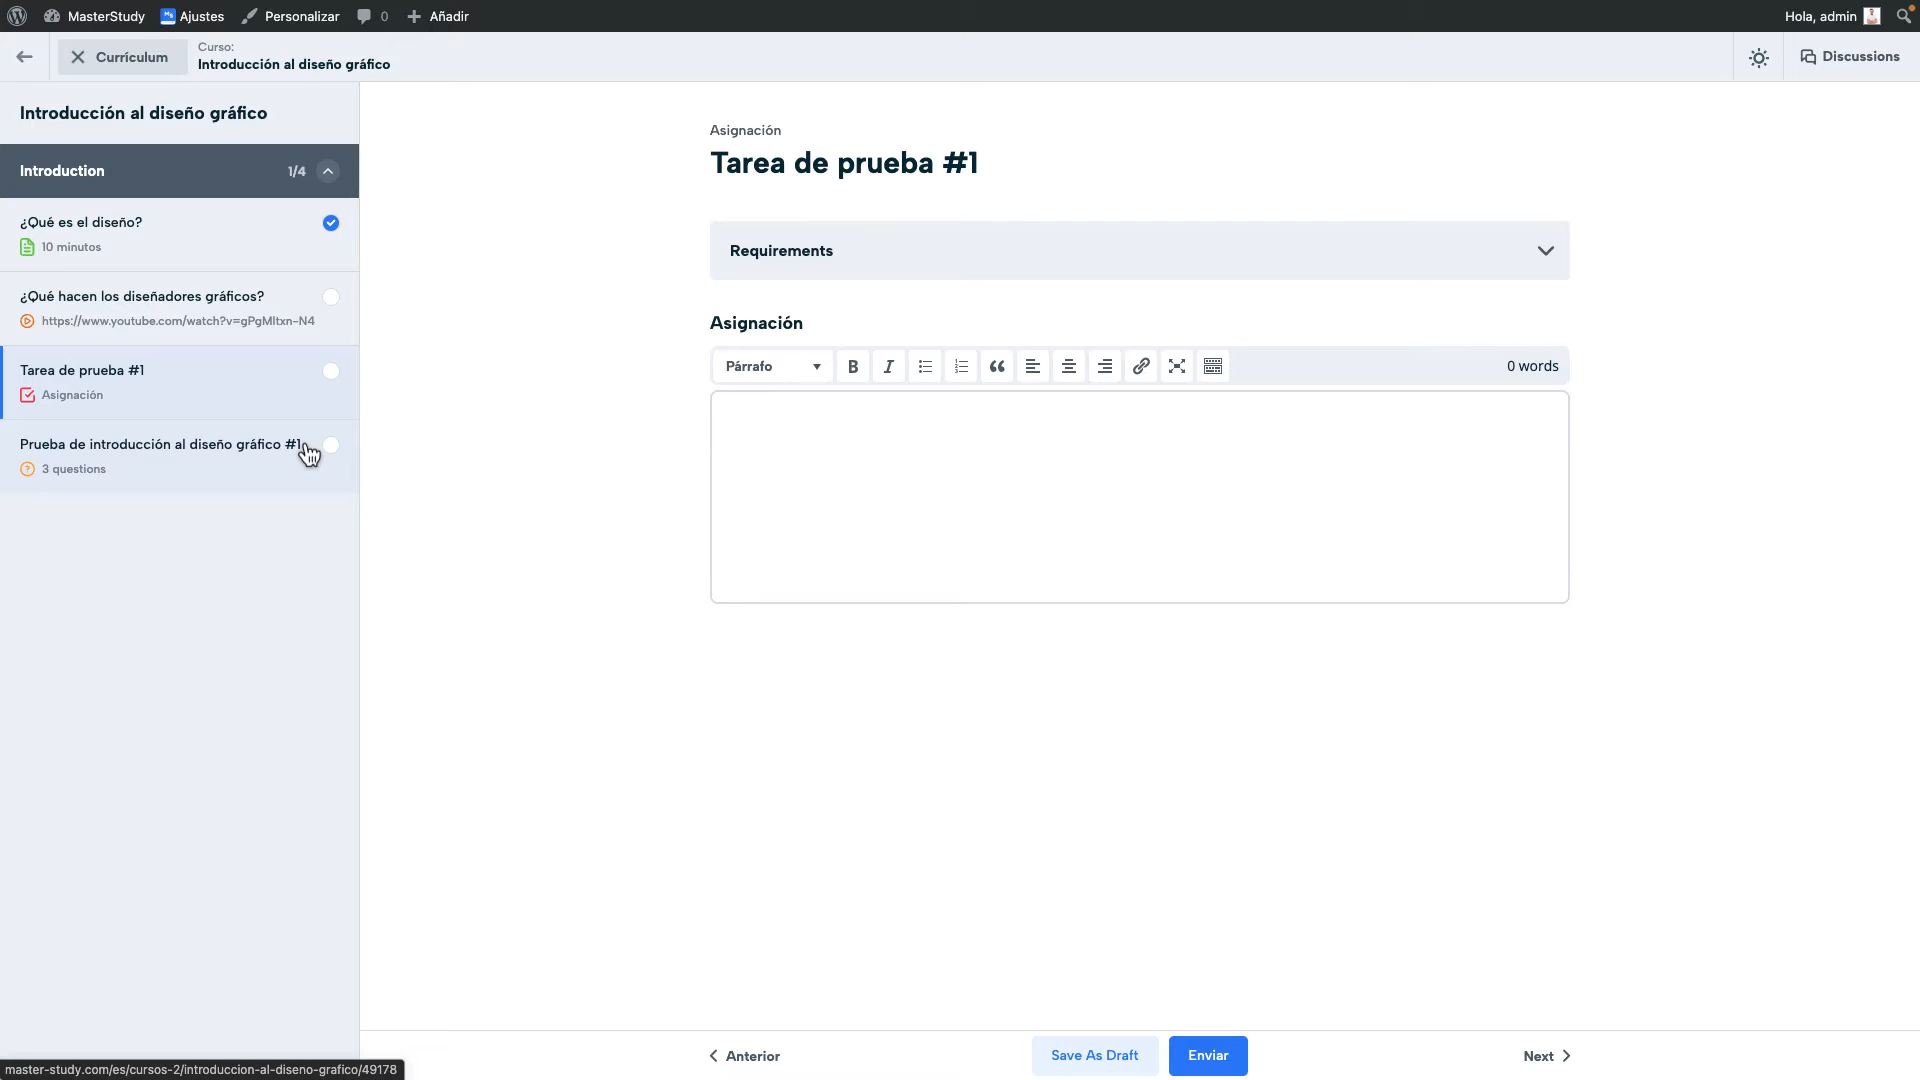 MasterStudy Ajustes Personalizar 0 Añadir Hola, admin
Currículum
Curso:
Introducción al diseño gráfico
Discussions
Introducción al diseño gráfico
Introduction 1/4
¿Qué es el diseño?
10 minutos
¿Qué hacen los diseñadores gráficos?
https://www.youtube.com/watch?v=gPgMltxn-N4
Tarea de prueba #1
Asignación
Prueba de introducción al diseño gráfico #1
3 questions
Asignación
Tarea de prueba #1
Requirements
Asignación
Párrafo B I 0 words
Anterior Save As Draft Enviar Next
master-study.com/es/cursos-2/introduccion-al-diseno-grafico/49178